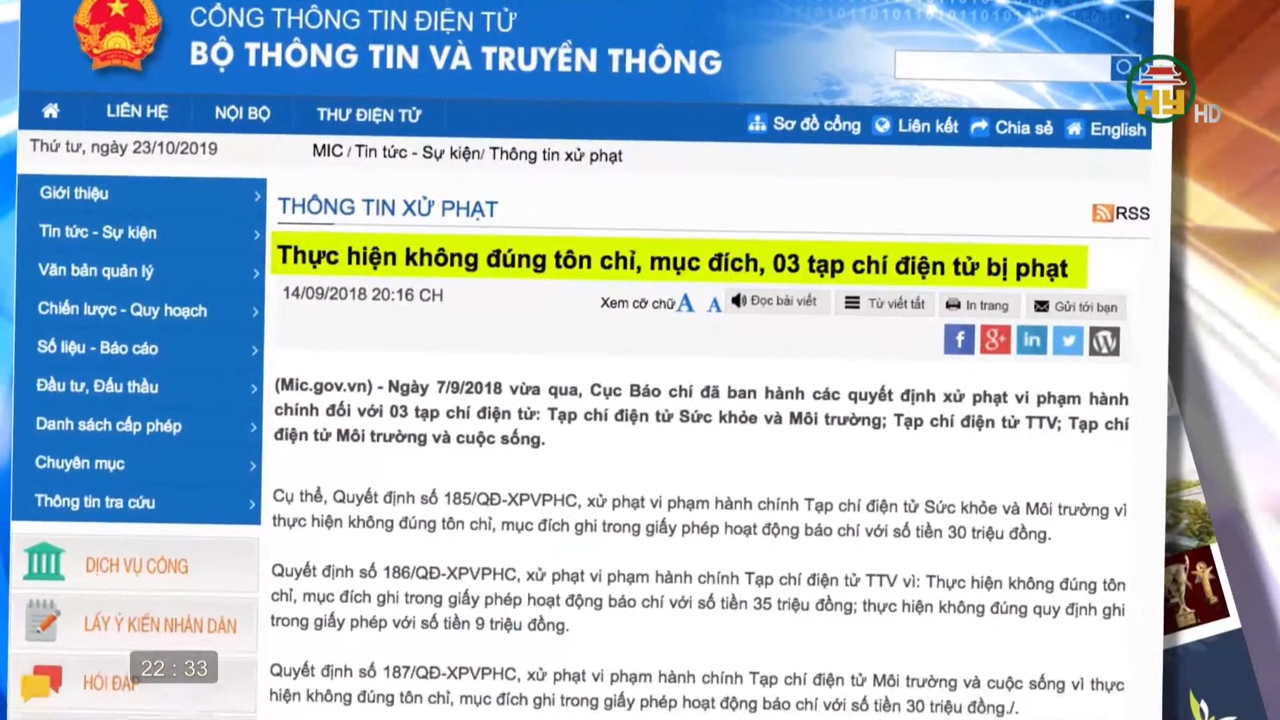 CỔNG THÔNG TIN ĐIỆN TỬ
BỘ THÔNG TIN VÀ TRUYỀN THÔNG
HY HD
LIÊN HỆ
NỘI BỘ
THƯ ĐIỆN TỬ
Sơ đồ cổng
Liên kết
Chia sẻ
English
Thứ tư, ngày 23/10/2019
MIC / Tin tức - Sự kiện/ Thông tin xử phạt
Giới thiệu
Tin tức - Sự kiện
Văn bản quản lý
Chiến lược - Quy hoạch
Số liệu - Báo cáo
Đầu tư, Đấu thầu
Danh sách cấp phép
Chuyên mục
Thông tin tra cứu
DỊCH VỤ CÔNG
LẤY Ý KIẾN NHÂN DÂN
HỎI ĐÁP
22 : 33
THÔNG TIN XỬ PHẠT
RSS
Thực hiện không đúng tôn chỉ, mục đích, 03 tạp chí điện tử bị phạt
14/09/2018 20:16 CH
Xem cỡ chữ A A
Đọc bài viết
Từ viết tắt
In trang
Gửi tới bạn
(Mic.gov.vn) - Ngày 7/9/2018 vừa qua, Cục Báo chí đã ban hành các quyết định xử phạt vi phạm hành
chính đối với 03 tạp chí điện tử: Tạp chí điện tử Sức khỏe và Môi trường; Tạp chí điện tử TTV; Tạp chí
điện tử Môi trường và cuộc sống.
Cụ thể, Quyết định số 185/QĐ-XPVPHC, xử phạt vi phạm hành chính Tạp chí điện tử Sức khỏe và Môi trường vì
thực hiện không đúng tôn chỉ, mục đích ghi trong giấy phép hoạt động báo chí với số tiền 30 triệu đồng.
Quyết định số 186/QĐ-XPVPHC, xử phạt vi phạm hành chính Tạp chí điện tử TTV vì: Thực hiện không đúng tôn
chỉ, mục đích ghi trong giấy phép hoạt động báo chí với số tiền 35 triệu đồng; thực hiện không đúng quy định ghi
trong giấy phép với số tiền 9 triệu đồng.
Quyết định số 187/QĐ-XPVPHC, xử phạt vi phạm hành chính Tạp chí điện tử Môi trường và cuộc sống vì thực
hiện không đúng tôn chỉ, mục đích ghi trong giấy phép hoạt động báo chí với số tiền 30 triệu đồng./.